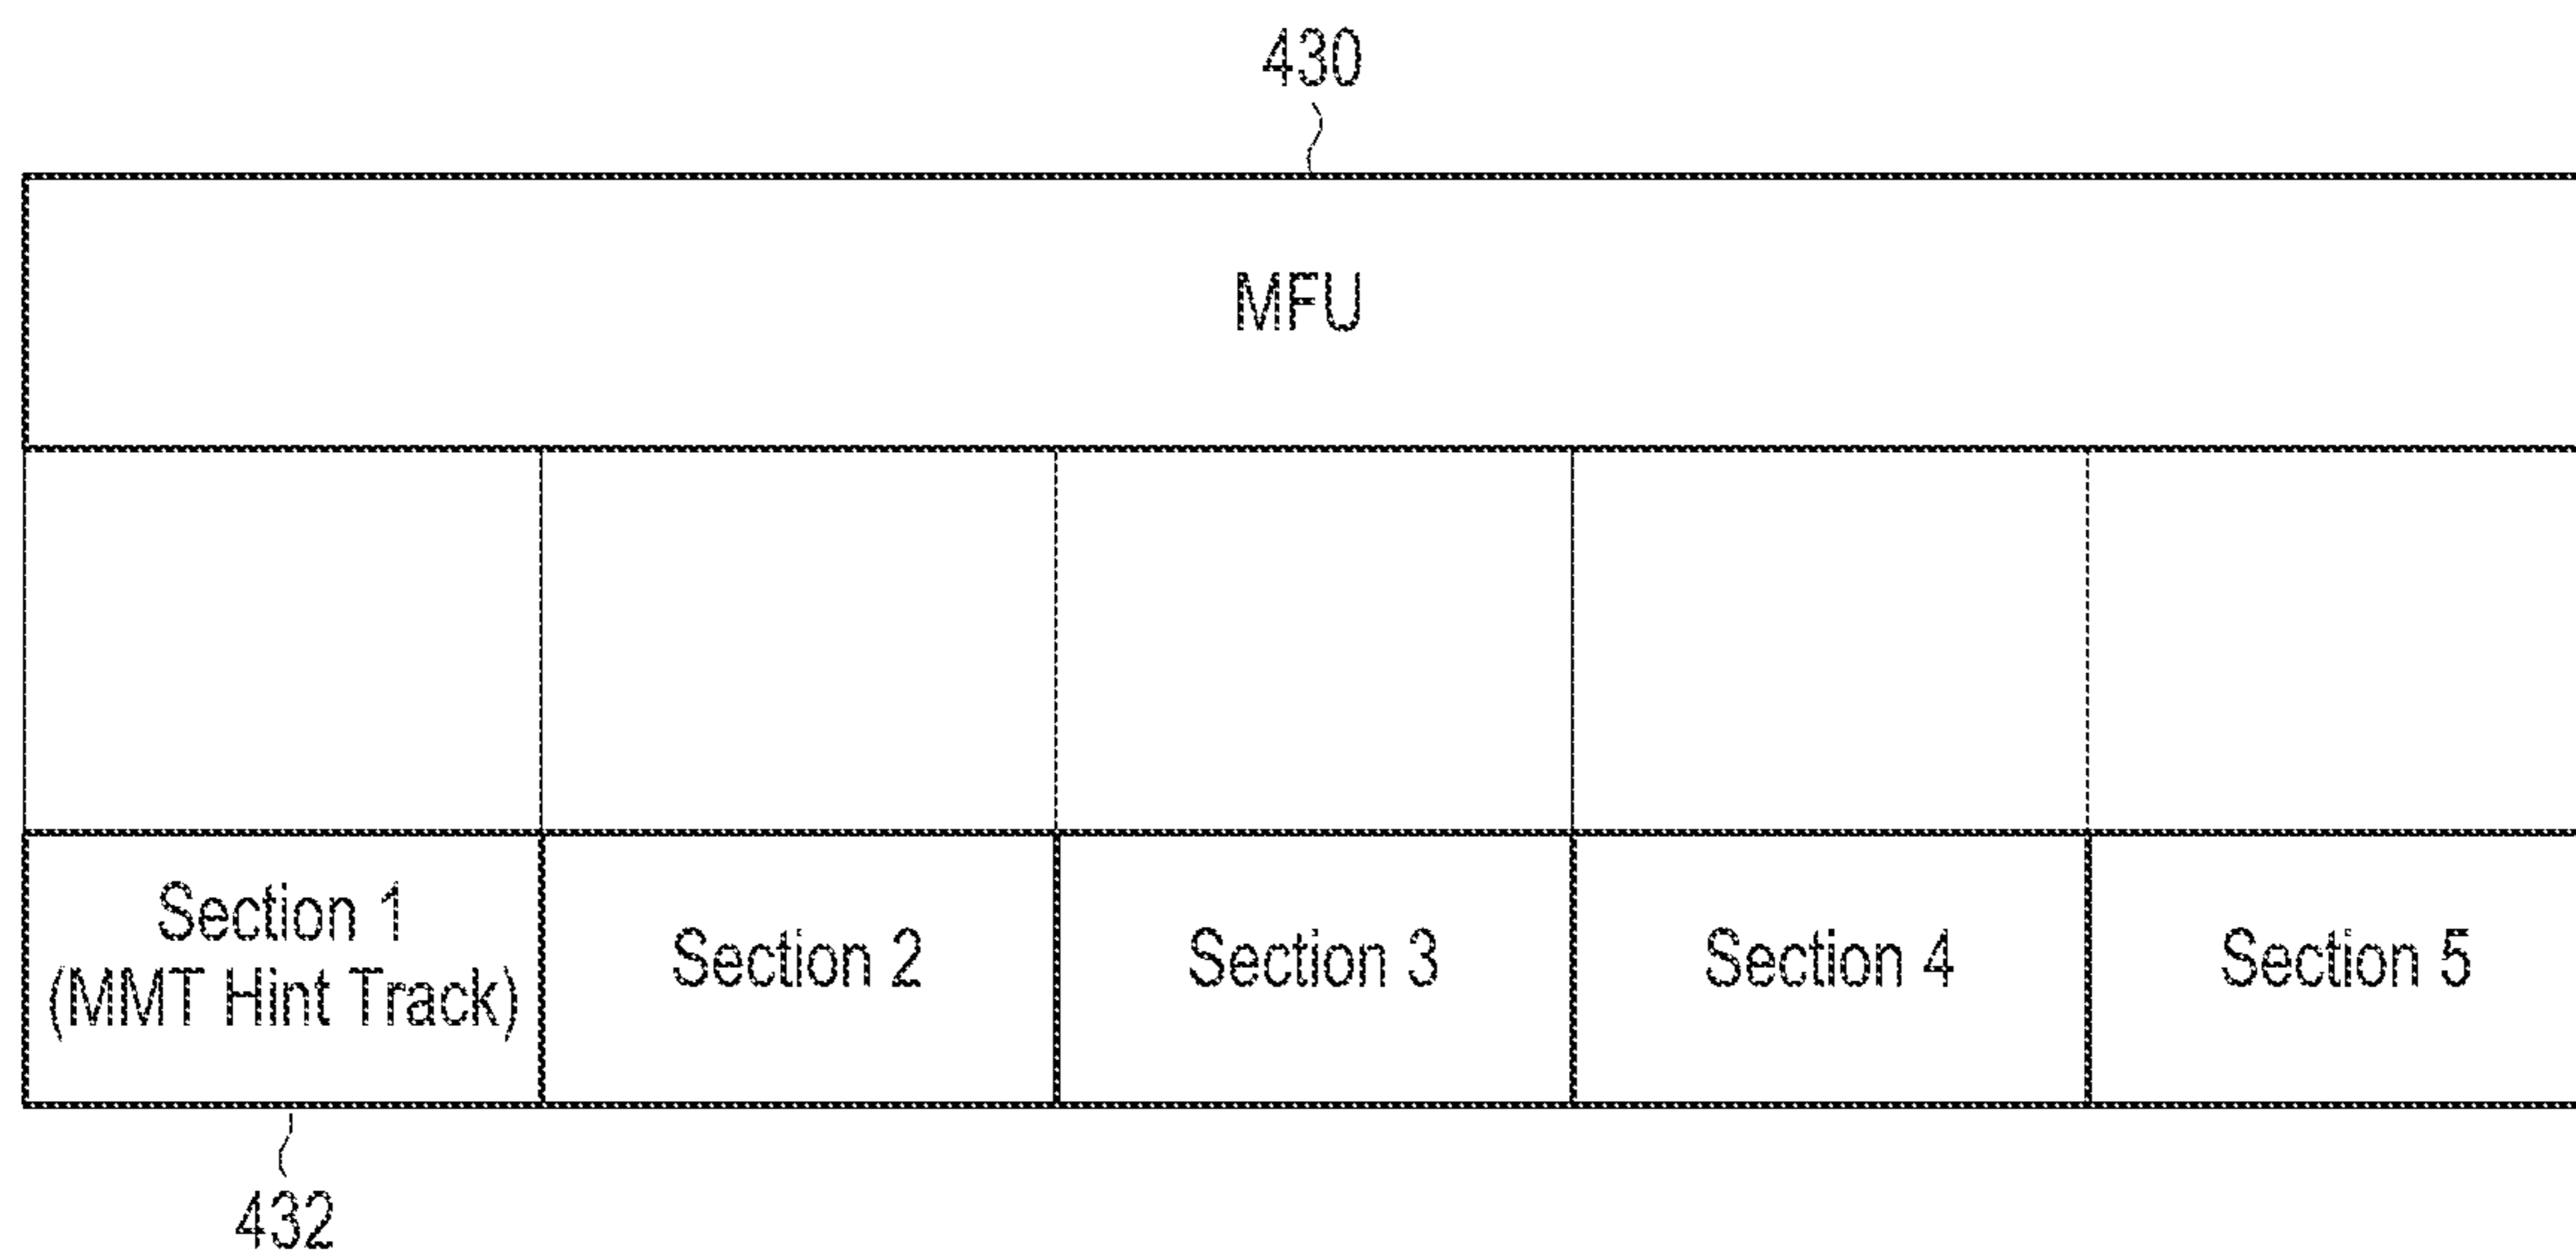 430
MFU
Section 1
(MMT Hint Track)
Section 2
Section 3
Section 4
Section 5
432